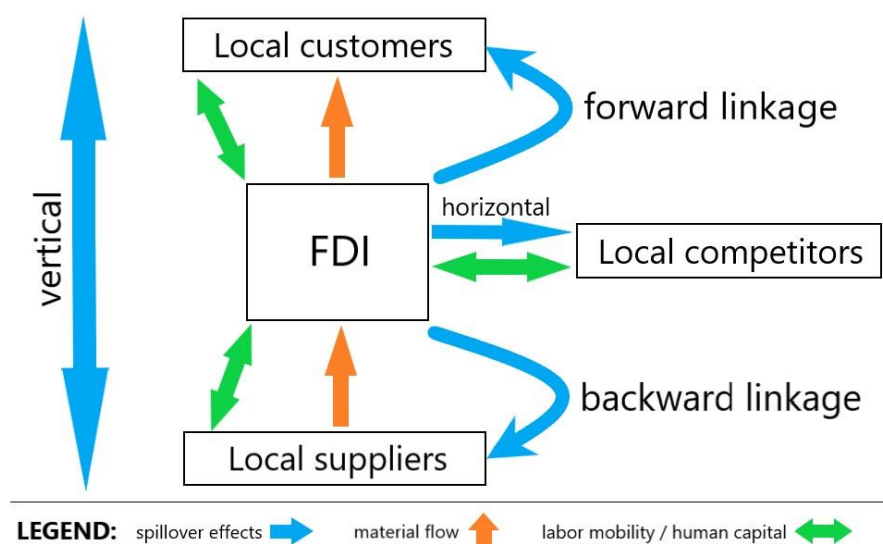 Local customers
forward linkage
vertical
horizontal
FDI
Local competitors
backward linkage
Local suppliers
LEGEND: spillover effects material flow labor mobility / human capital